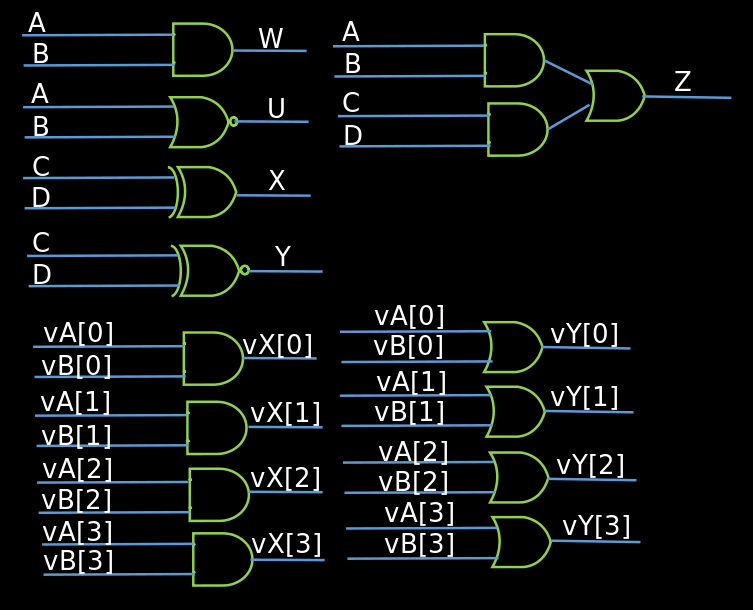 A
B
W
A
B
U
C
D
X
C
D
Y
A
B
C
D
Z
vA[0]
vB[0]
vX[0]
vA[1]
vB[1]
vX[1]
vA[2]
vB[2]
vX[2]
vA[3]
vB[3]
vX[3]
vA[0]
vB[0]
vY[0]
vA[1]
vB[1]
vY[1]
vA[2]
vB[2]
vY[2]
vA[3]
vB[3]
vY[3]